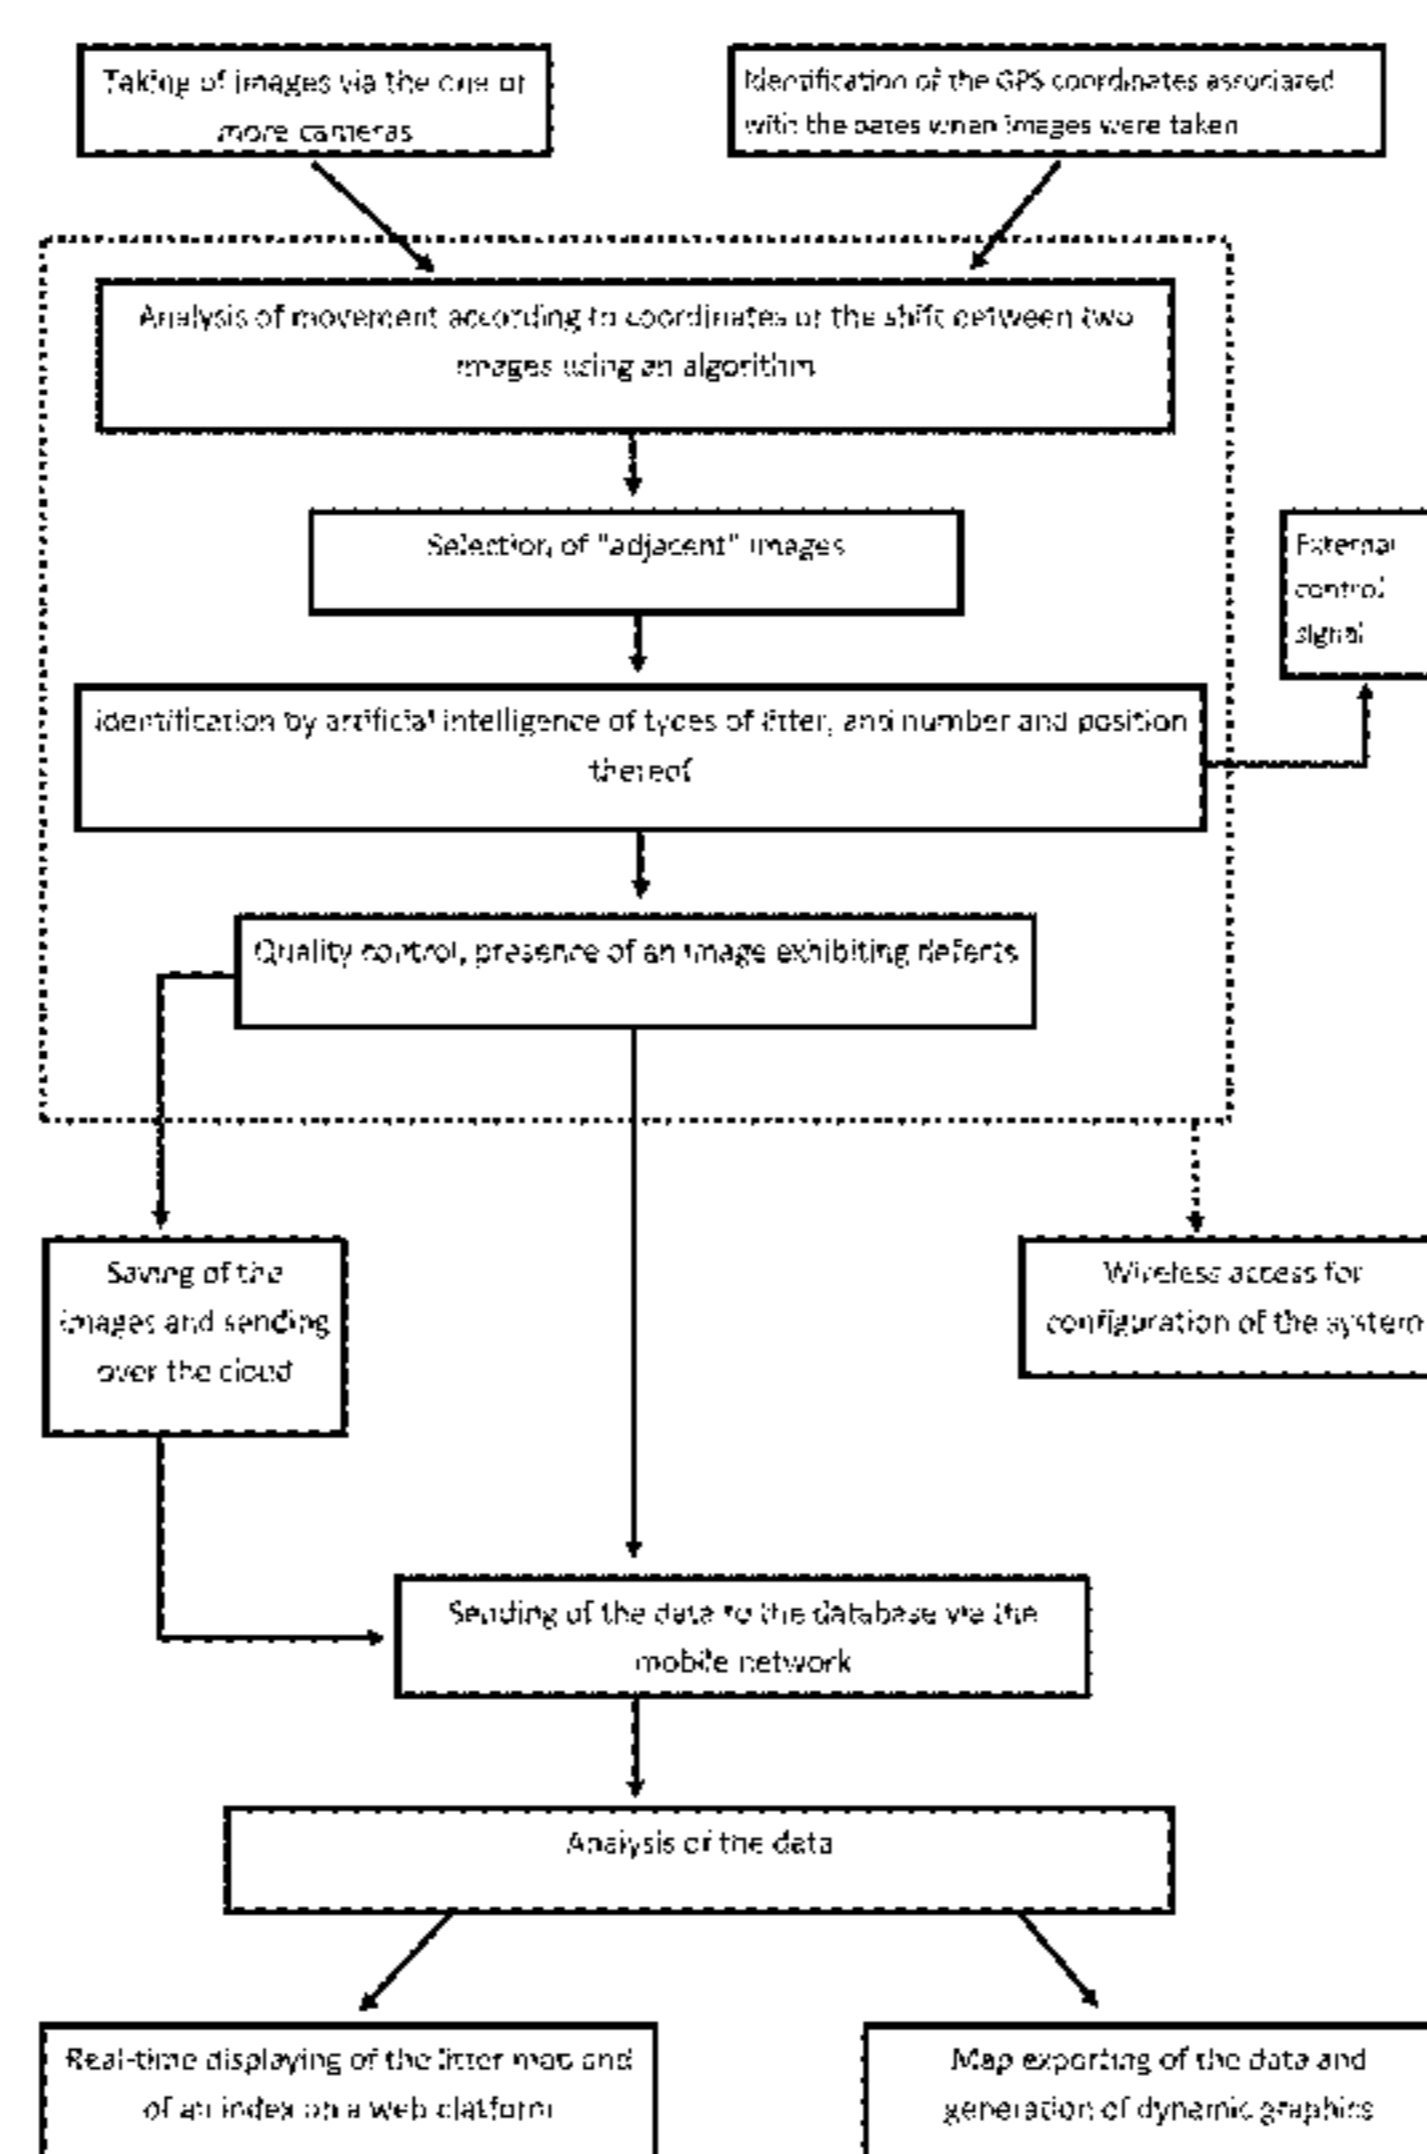 Taking of images via the one or
more cameras
Identification of the GPS coordinates associated
with the dates when images were taken
Analysis of movement according to coordinates or the shift between two
images using an algorithm
Selection of "adjacent" images
External
control
signal
Identification by artificial intelligence of types of litter, and number and position
thereof
Quality control, presence of an image exhibiting defects
Saving of the
images and sending
over the cloud
Wireless access for
configuration of the system
Sending of the data to the database via the
mobile network
Analysis of the data
Real-time displaying of the litter map and
of an index on a web platform
Map exporting of the data and
generation of dynamic graphics